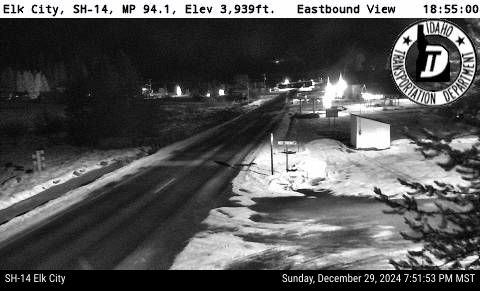 Elk City, SH-14, MP 94.1, Elev 3,939ft. Eastbound View 18:55:00
IDAHO
TRANSPORTATION DEPARTMENT
SH-14 Elk City Sunday, December 29, 2024 7:51:53 PM MST